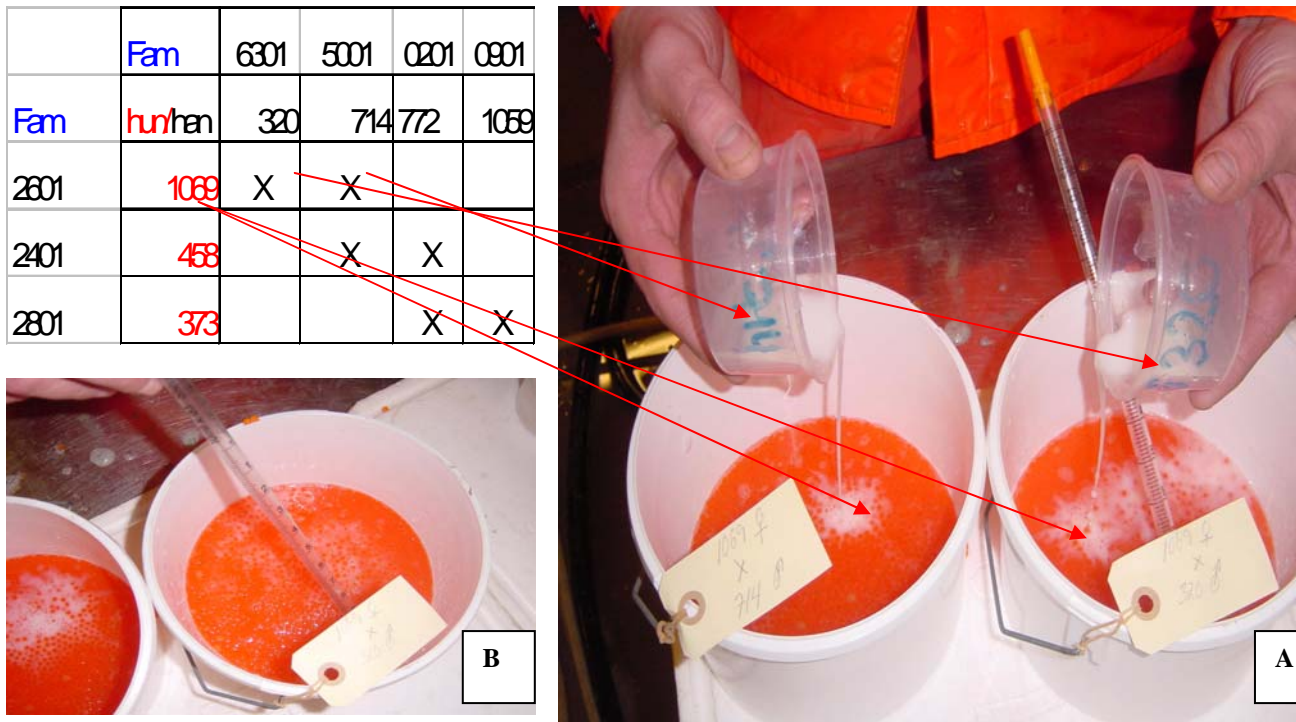 Fam 6301 5001 0201 0901
Fam hun/han 320 714 772 1059
2601 1069 X X
2401 458 X X
2801 373 X X
320
1069 ♀
X
714 ♂
1069 ♀
X
320 ♂
B
A